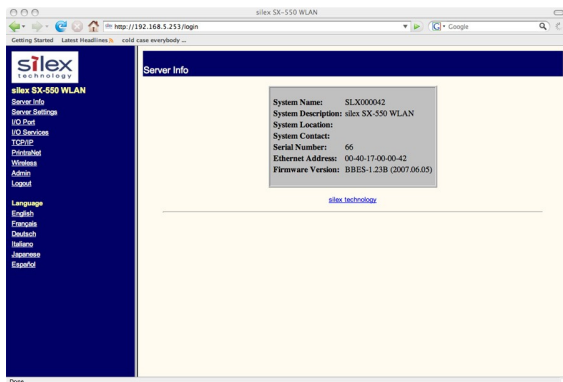 silex SX-550 WLAN
http://192.168.5.253/login
Google
Getting Started Latest Headlines cold case everybody ...
silex
technology
silex SX-550 WLAN
Server Info
Server Settings
I/O Port
I/O Services
TCP/IP
PrintraNet
Wireless
Admin
Logout
Language
English
Français
Deutsch
Italiano
Japanese
Español
Server Info
System Name: SLX000042
System Description: silex SX-550 WLAN
System Location:
System Contact:
Serial Number: 66
Ethernet Address: 00-40-17-00-00-42
Firmware Version: BBES-1.23B (2007.06.05)
silex technology
Done